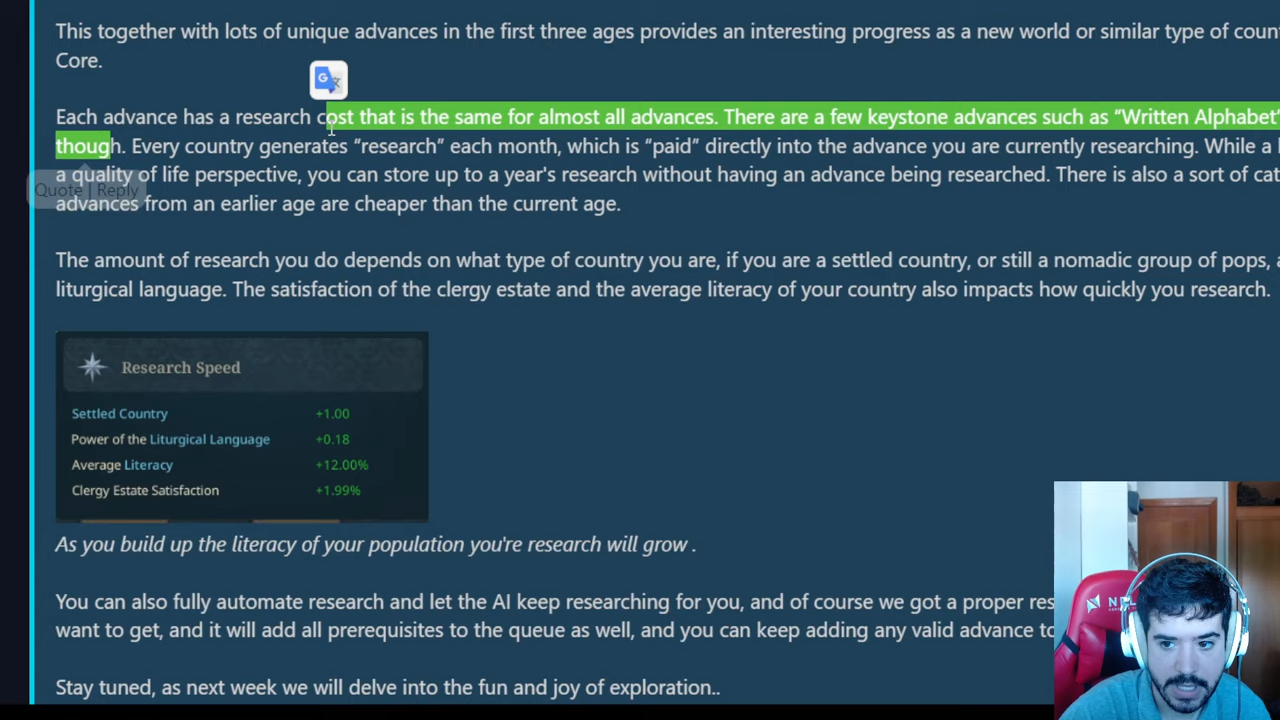 This together with lots of unique advances in the first three ages provides an interesting progress as a new world or similar type of
Core.
Each advance has a research cost that is the same for almost all advances. There are a few keystone advances such as “Written Alphabet”
though. Every country generates “research” each month, which is “paid” directly into the advance you are currently researching. While a
a quality of life perspective, you can store up to a year's research without having an advance being researched. There is also a sort of
Quote | Reply
advances from an earlier age are cheaper than the current age.
The amount of research you do depends on what type of country you are, if you are a settled country, or still a nomadic group of pops,
liturgical language. The satisfaction of the clergy estate and the average literacy of your country also impacts how quickly you research.
Research Speed
Settled Country +1.00
Power of the Liturgical Language +0.18
Average Literacy +12.00%
Clergy Estate Satisfaction +1.99%
As you build up the literacy of your population you're research will grow .
You can also fully automate research and let the AI keep researching for you, and of course we got a proper
want to get, and it will add all prerequisites to the queue as well, and you can keep adding any valid advance
Stay tuned, as next week we will delve into the fun and joy of exploration..